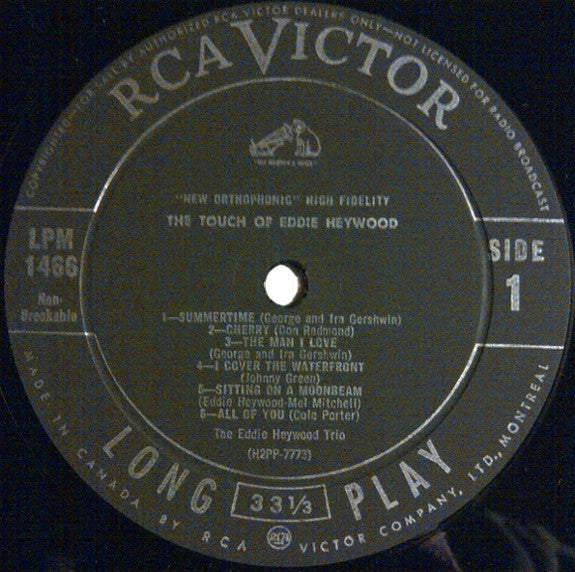 COPYRIGHTED—FOR SALE BY AUTHORIZED RCA VICTOR DEALERS ONLY—NOT LICENSED FOR RADIO BROADCAST
RCA VICTOR
"HIS MASTER'S VOICE"
"NEW ORTHOPHONIC" HIGH FIDELITY
THE TOUCH OF EDDIE HEYWOOD
LPM
1466
Non-
Breakable
SIDE
1
1—SUMMERTIME (George and Ira Gershwin)
2—CHERRY (Don Redmond)
3—THE MAN I LOVE
(George and Ira Gershwin)
4—I COVER THE WATERFRONT
(Johnny Green)
5—SITTING ON A MOONBEAM
(Eddie Heywood-Mel Mitchell)
6—ALL OF YOU (Cole Porter)
The Eddie Heywood Trio
(H2PP-7773)
LONG 33 1/3 PLAY
MADE IN CANADA BY RCA RCA VICTOR COMPANY, LTD., MONTREAL